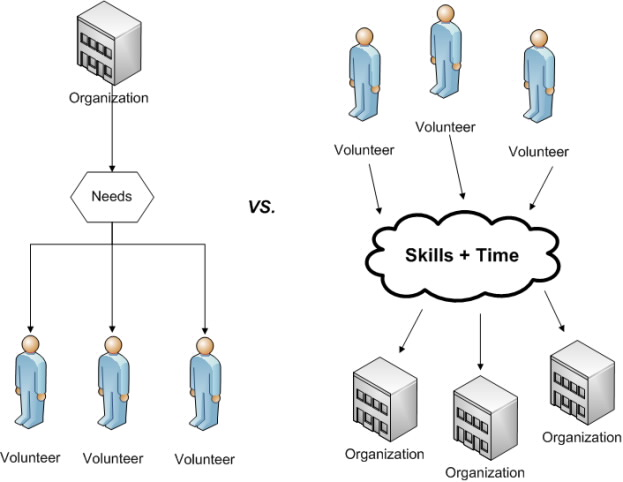 Organization
Needs
Volunteer
Volunteer
Volunteer
VS.
Volunteer
Volunteer
Volunteer
Skills + Time
Organization
Organization
Organization